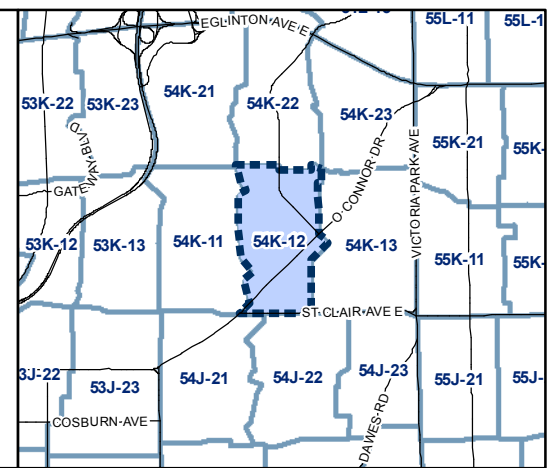 EGLINTON AVE E
55L-11
55L-1
53K-22
53K-23
54K-21
54K-22
54K-23
55K-21
55K-
GATEWAY BLVD
O CONNOR DR
VICTORIA PARK AVE
53K-12
53K-13
54K-11
54K-12
54K-13
55K-11
55K-
ST CLAIR AVE E
3J-22
53J-23
54J-21
54J-22
54J-23
55J-21
55J-
COSBURN AVE
DAWES RD